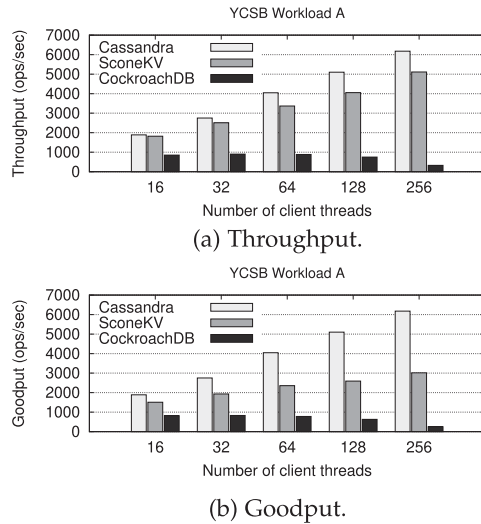 YCSB Workload A
7000
6000
5000
4000
3000
2000
1000
0
Throughput (ops/sec)
Cassandra
SconeKV
CockroachDB
16 32 64 128 256
Number of client threads
(a) Throughput.
YCSB Workload A
7000
6000
5000
4000
3000
2000
1000
0
Goodput (ops/sec)
Cassandra
SconeKV
CockroachDB
16 32 64 128 256
Number of client threads
(b) Goodput.